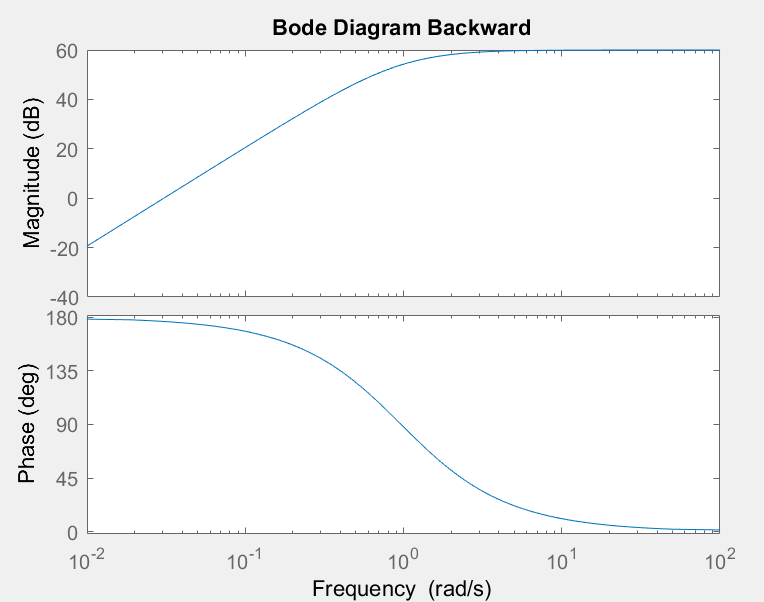 Bode Diagram Backward
60
40
20
0
-20
-40
Magnitude (dB)
180
135
90
45
0
Phase (deg)
10^-2 10^-1 10^0 10^1 10^2
Frequency (rad/s)